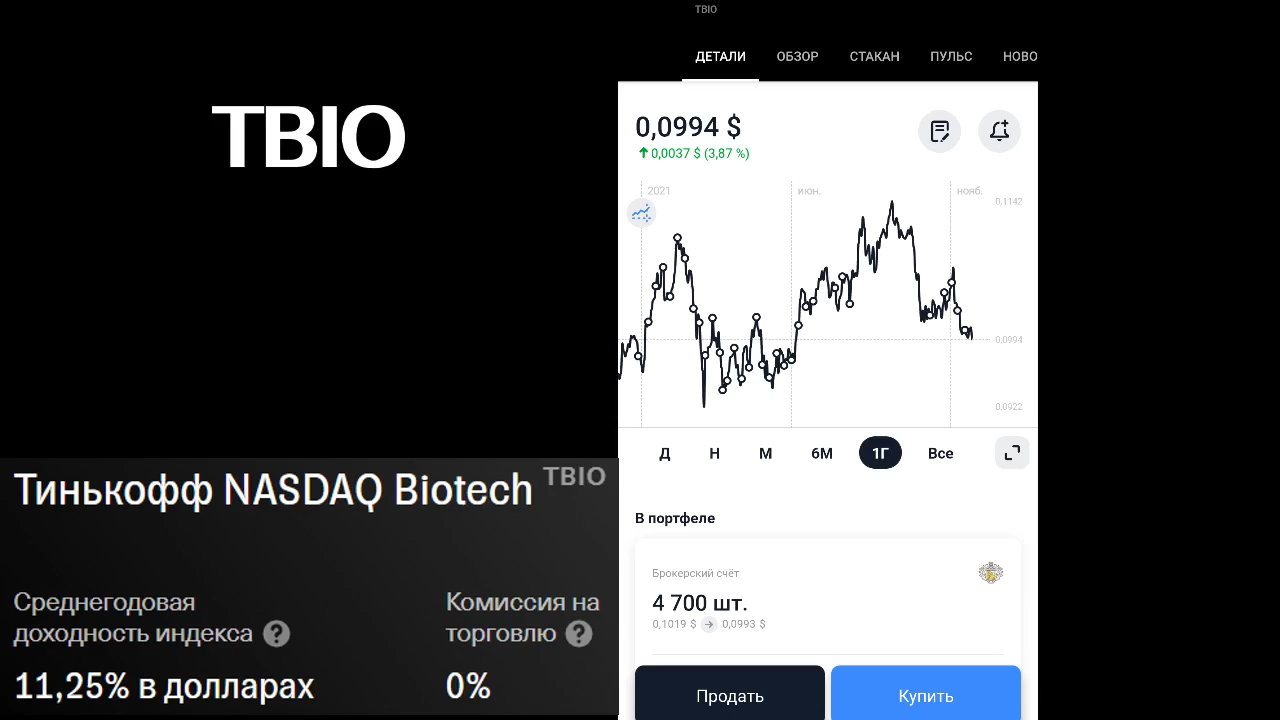 TBIO
Тинькофф NASDAQ Biotech TBIO
Среднегодовая
доходность индекса ?
11,25% в долларах
Комиссия на
торговлю ?
0%
TBIO
ДЕТАЛИ ОБЗОР СТАКАН ПУЛЬС НОВО
0,0994 $
0,0037 $ (3,87 %)
2021 июн. нояб.
0,1142
0,0994
0,0922
Д Н М 6М 1Г Все
В портфеле
Брокерский счёт
4 700 шт.
0,1019 $ → 0,0993 $
Продать Купить